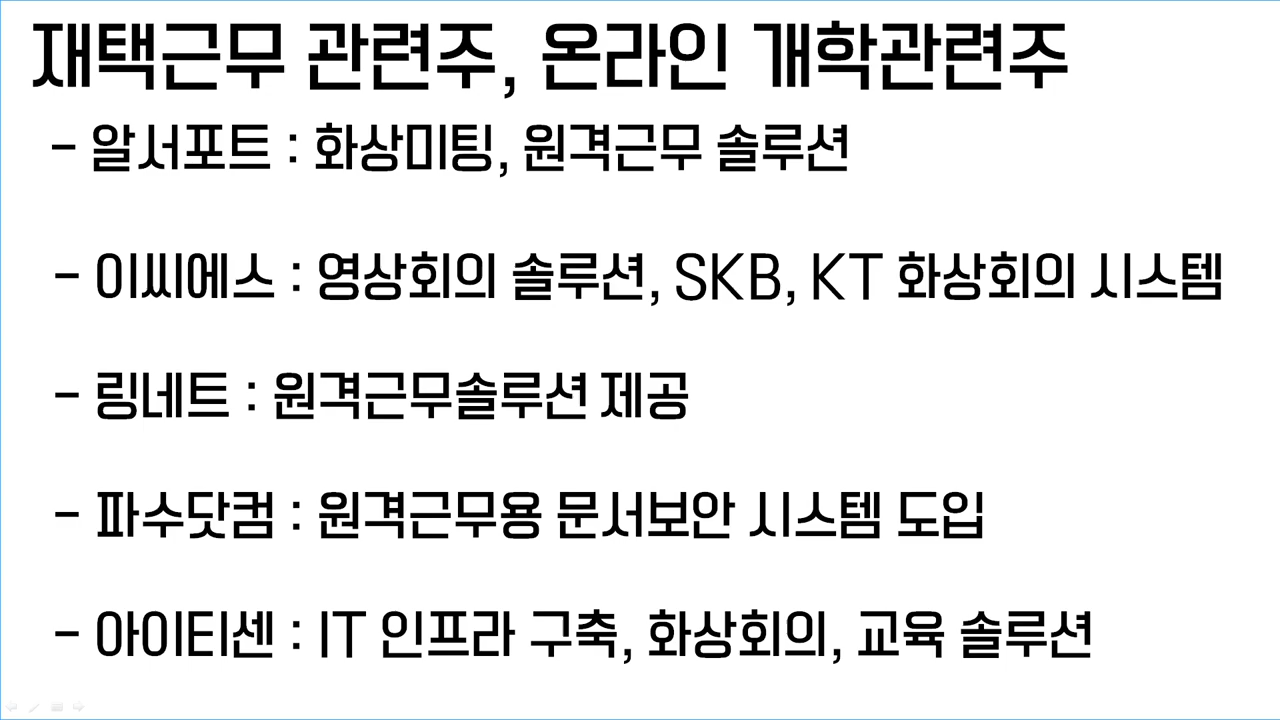 재택근무 관련주, 온라인 개학관련주
- 알서포트 : 화상미팅, 원격근무 솔루션
- 이씨에스 : 영상회의 솔루션, SKB, KT 화상회의 시스템
- 링네트 : 원격근무솔루션 제공
- 파수닷컴 : 원격근무용 문서보안 시스템 도입
- 아이티센 : IT 인프라 구축, 화상회의, 교육 솔루션